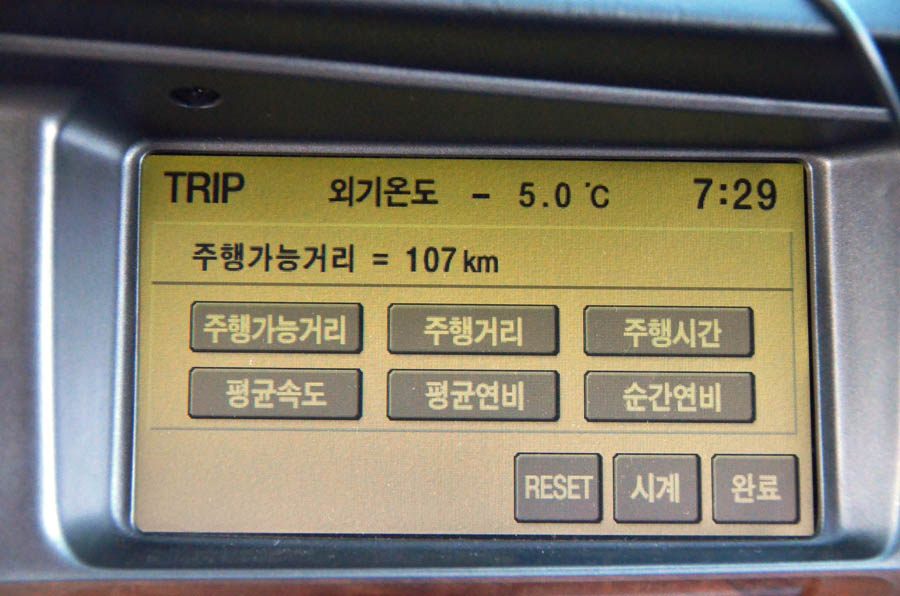 TRIP 외기온도 - 5.0 ℃ 7:29
주행가능거리 = 107 km
주행가능거리 주행거리 주행시간
평균속도 평균연비 순간연비
RESET 시계 완료